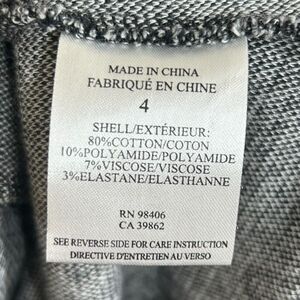 MADE IN CHINA
FABRIQUÉ EN CHINE
4
SHELL/EXTÉRIEUR:
80%COTTON/COTON
10%POLYAMIDE/POLYAMIDE
7%VISCOSE/VISCOSE
3%ELASTANE/ELASTHANNE
RN 98406
CA 39862
SEE REVERSE SIDE FOR CARE INSTRUCTION
DIRECTIVE D'ENTRETIEN AU VERSO